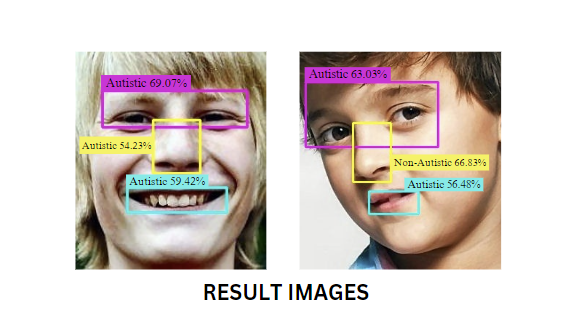 Autistic 69.07%
Autistic 54.23%
Autistic 59.42%
Autistic 63.03%
Non-Autistic 66.83%
Autistic 56.48%
RESULT IMAGES